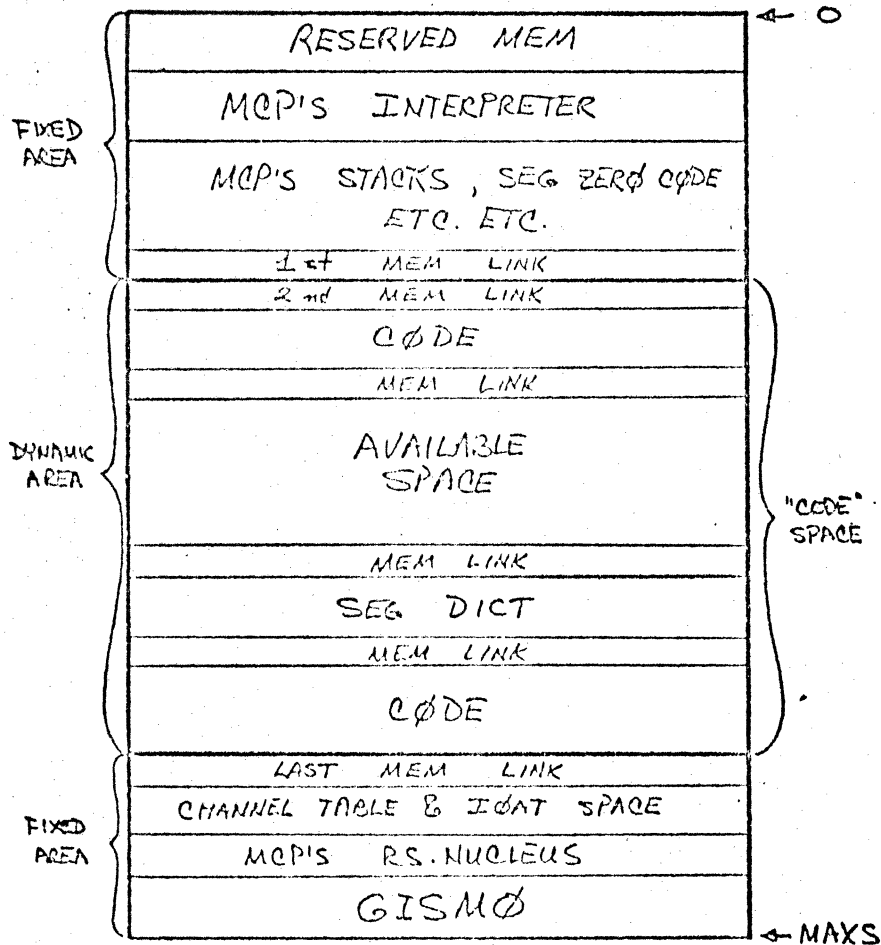 0
RESERVED MEM
MCP'S INTERPRETER
FIXED
AREA
MCP'S STACKS, SEG ZERØ CØDE
ETC. ETC.
1st MEM LINK
2nd MEM LINK
CØDE
MEM LINK
DYNAMIC
AREA
AVAILABLE
SPACE
"CODE"
SPACE
MEM LINK
SEG DICT
MEM LINK
CØDE
LAST MEM LINK
CHANNEL TABLE & IØAT SPACE
FIXED
AREA
MCP'S RS.NUCLEUS
GISMØ
MAXS